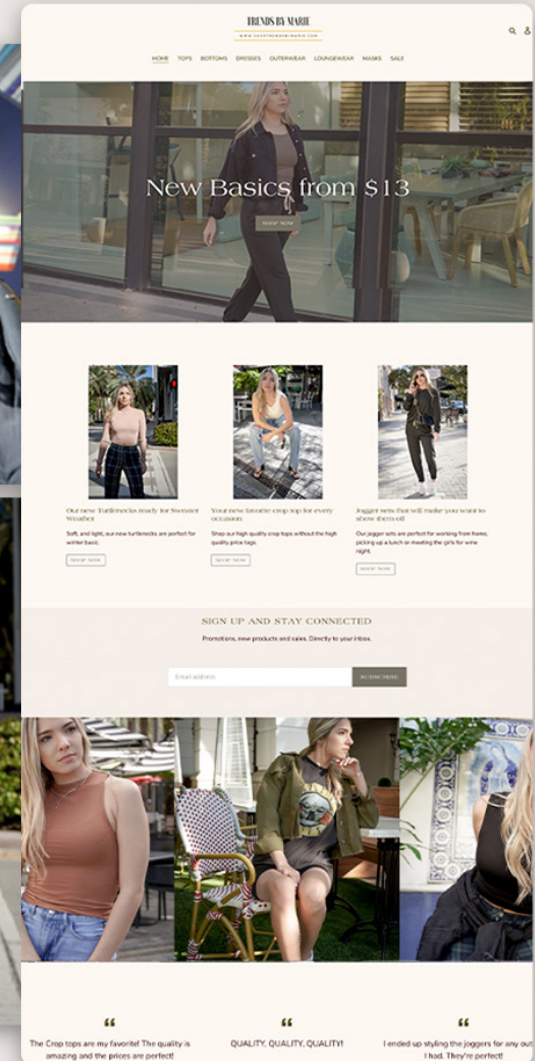 TRENDS BY MARIE
WWW.SHOPTRENDSBYMARIE.COM
HOME TOPS BOTTOMS DRESSES OUTERWEAR LOUNGEWEAR MASKS SALE
New Basics from $13
SHOP NOW
Our new Turtlenecks ready for Sweater
Weather
Soft, and light, our new turtlenecks are perfect for
winter basic.
SHOP NOW
Your new favorite crop top for every
occasion
Shop our high quality crop tops without the high
quality price tags.
SHOP NOW
Jogger sets that will make you want to
show them off
Our jogger sets are perfect for working from home,
picking up a lunch or meeting the girls for wine
night.
SHOP NOW
SIGN UP AND STAY CONNECTED
Promotions, new products and sales. Directly to your inbox.
Email address
SUBSCRIBE
“
The Crop tops are my favorite! The quality is
amazing and the prices are perfect!
“
QUALITY, QUALITY, QUALITY!
“
I ended up styling the joggers for any out
I had. They're perfect!